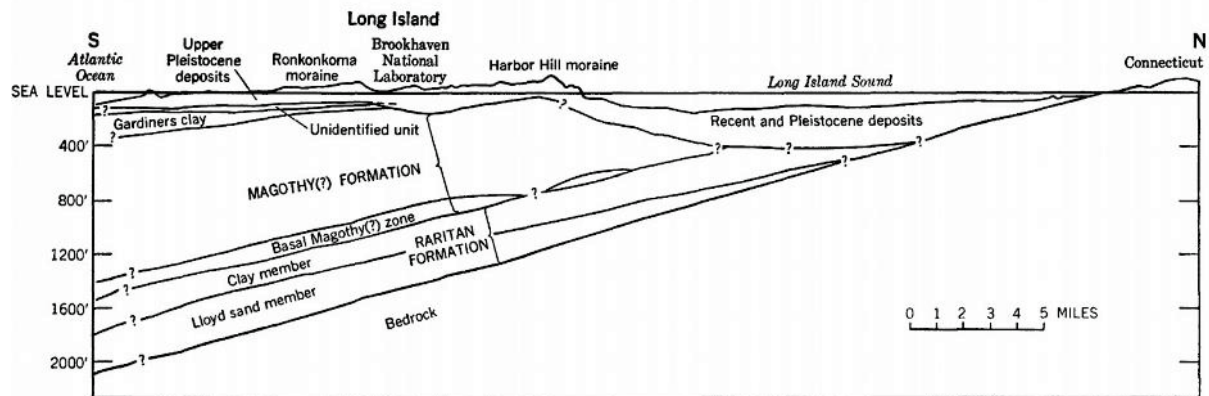 Long Island
S
Atlantic
Ocean
Upper
Pleistocene
deposits
Ronkonkoma
moraine
Brookhaven
National
Laboratory
Harbor Hill moraine
Long Island Sound
N
Connecticut
SEA LEVEL
?
Gardiners clay
Unidentified unit
?
Recent and Pleistocene deposits
?
400'
?
?
?
?
MAGOTHY(?) FORMATION
800'
?
Basal Magothy(?) zone
1200'
RARITAN
FORMATION
?
Clay member
?
1600'
Lloyd sand member
?
Bedrock
0 1 2 3 4 5 MILES
2000'
?